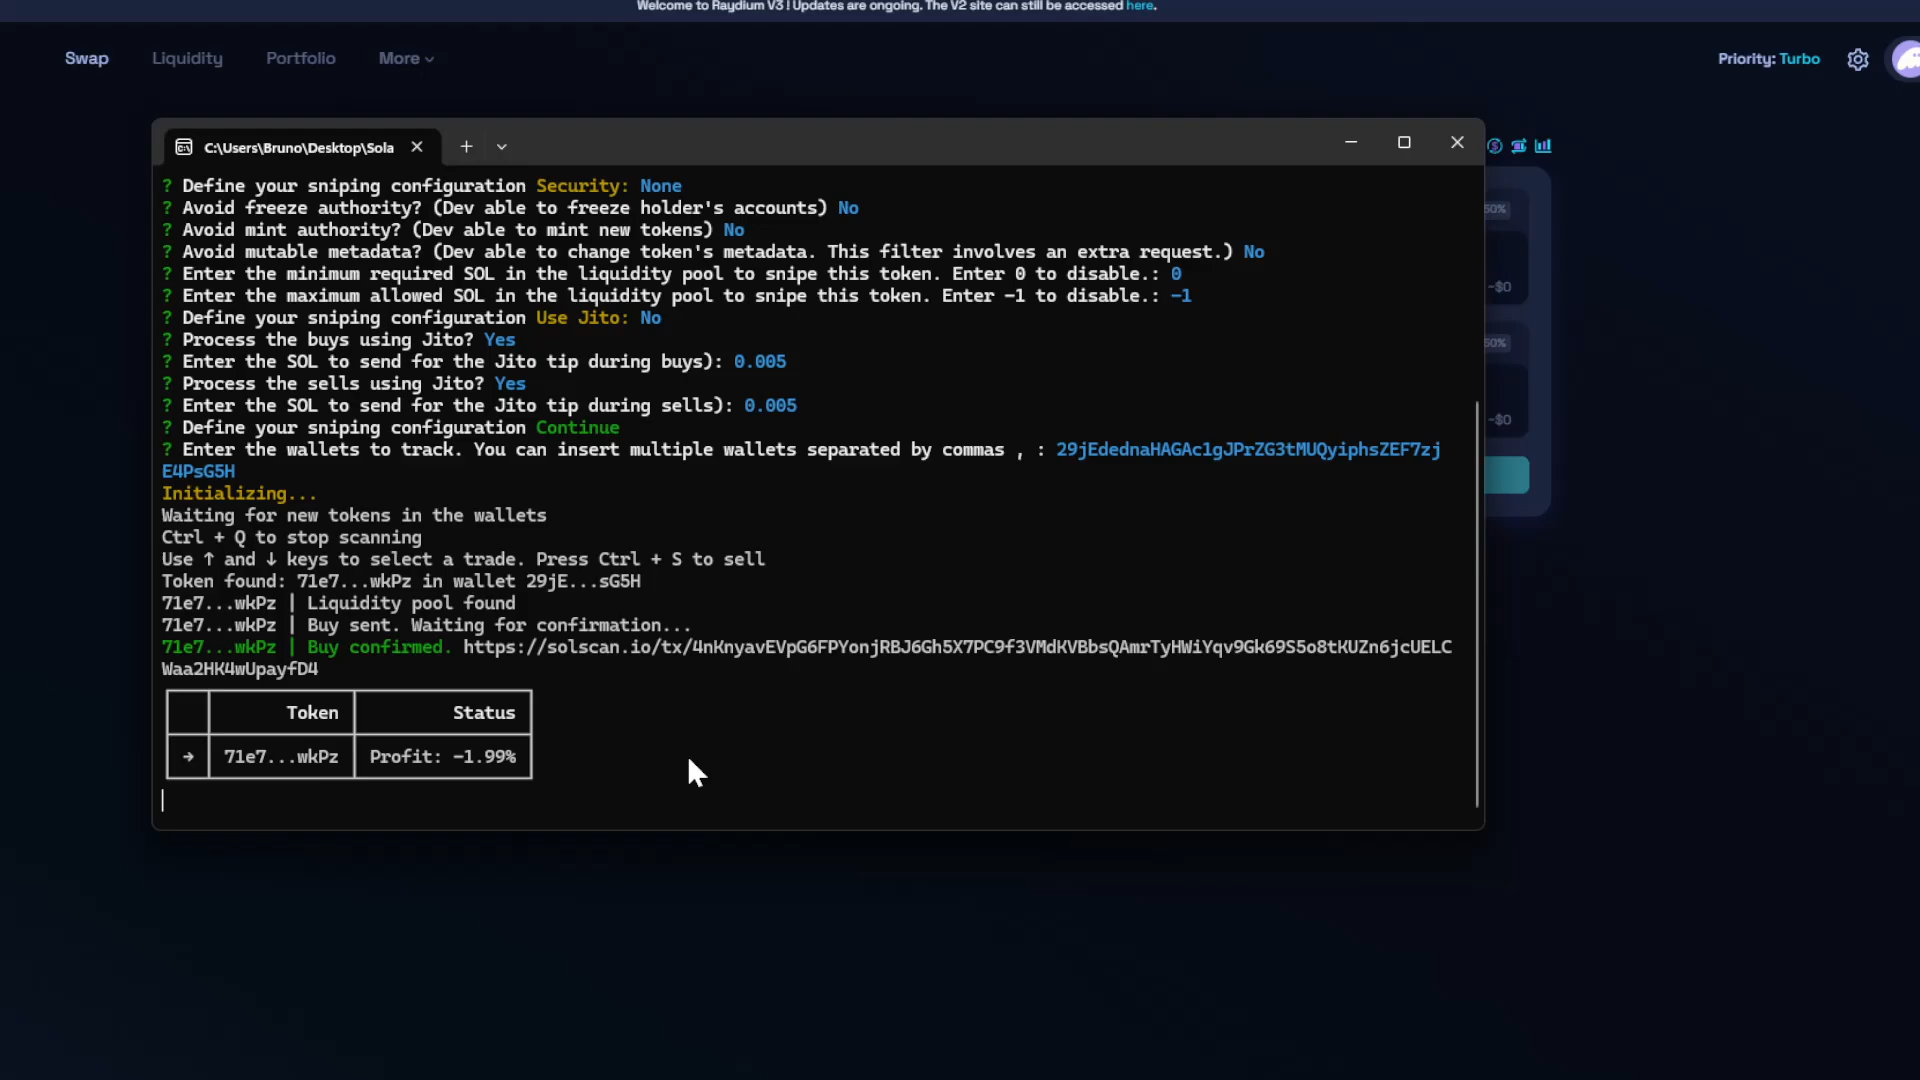 Welcome to Raydium V3! Updates are ongoing. The V2 site can still be accessed here.
Swap Liquidity Portfolio More Priority: Turbo
C:\Users\Bruno\Desktop\Sola
? Define your sniping configuration Security: None
? Avoid freeze authority? (Dev able to freeze holder's accounts) No
? Avoid mint authority? (Dev able to mint new tokens) No
? Avoid mutable metadata? (Dev able to change token's metadata. This filter involves an extra request.) No
? Enter the minimum required SOL in the liquidity pool to snipe this token. Enter 0 to disable.: 0
? Enter the maximum allowed SOL in the liquidity pool to snipe this token. Enter -1 to disable.: -1
? Define your sniping configuration Use Jito: No
? Process the buys using Jito? Yes
? Enter the SOL to send for the Jito tip during buys): 0.005
? Process the sells using Jito? Yes
? Enter the SOL to send for the Jito tip during sells): 0.005
? Define your sniping configuration Continue
? Enter the wallets to track. You can insert multiple wallets separated by commas , : 29jEdednaHAGAc1gJPrZG3tMUQyiphsZEF7zj
E4PsG5H
Initializing...
Waiting for new tokens in the wallets
Ctrl + Q to stop scanning
Use ↑ and ↓ keys to select a trade. Press Ctrl + S to sell
Token found: 71e7...wkPz in wallet 29jE...sG5H
71e7...wkPz | Liquidity pool found
71e7...wkPz | Buy sent. Waiting for confirmation...
71e7...wkPz | Buy confirmed. https://solscan.io/tx/4nKnyavEVpG6FPYonjRBJ6Gh5X7PC9f3VMdKVBbsQAmrTyHWiYqv9Gk69S5o8tKUZn6jcUELC
Waa2HK4wUpayfD4
Token Status
→ 71e7...wkPz Profit: -1.99%
50%
~$0
50%
~$0